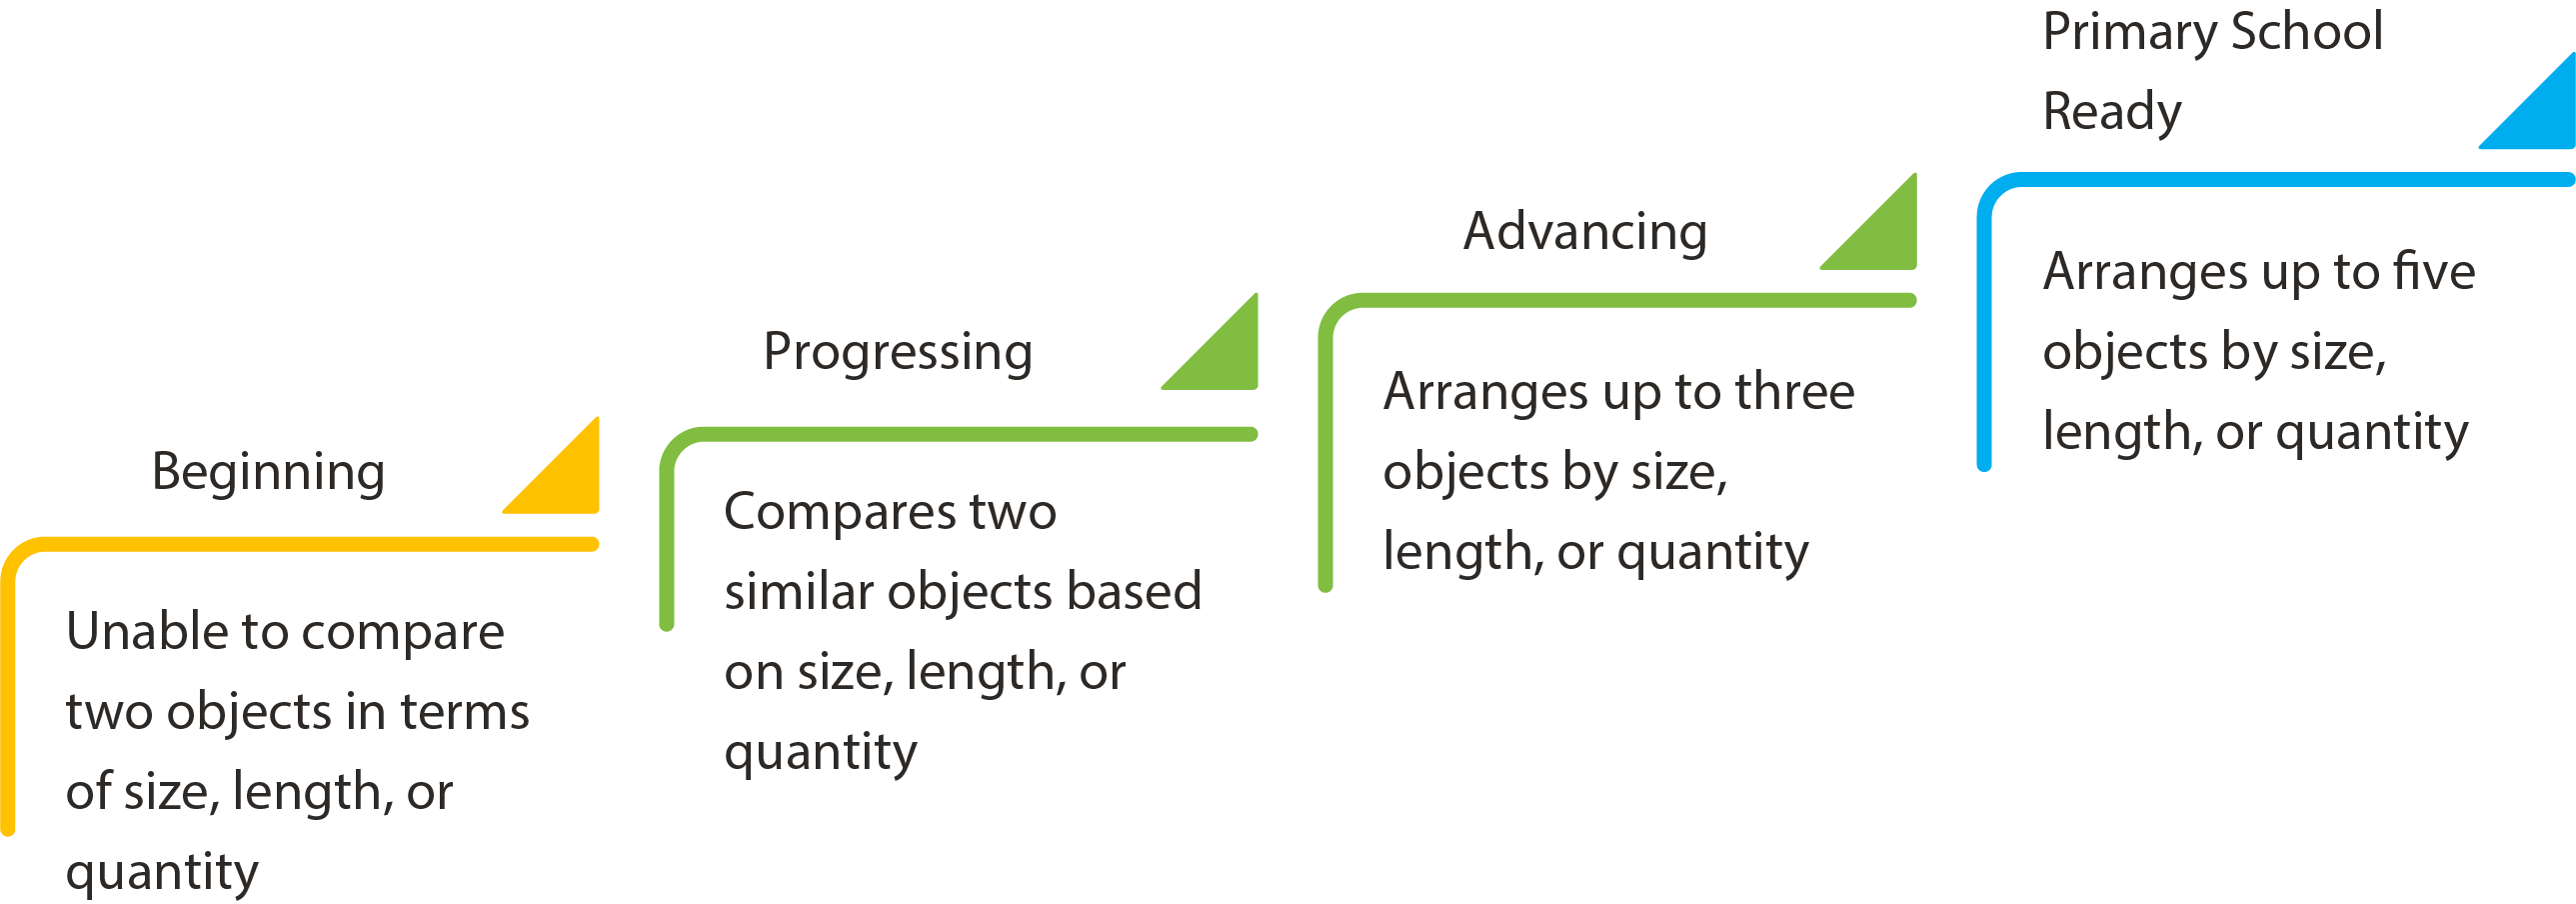 Beginning
Unable to compare
two objects in terms
of size, length, or
quantity
Progressing
Compares two
similar objects based
on size, length, or
quantity
Advancing
Arranges up to three
objects by size,
length, or quantity
Primary School
Ready
Arranges up to five
objects by size,
length, or quantity